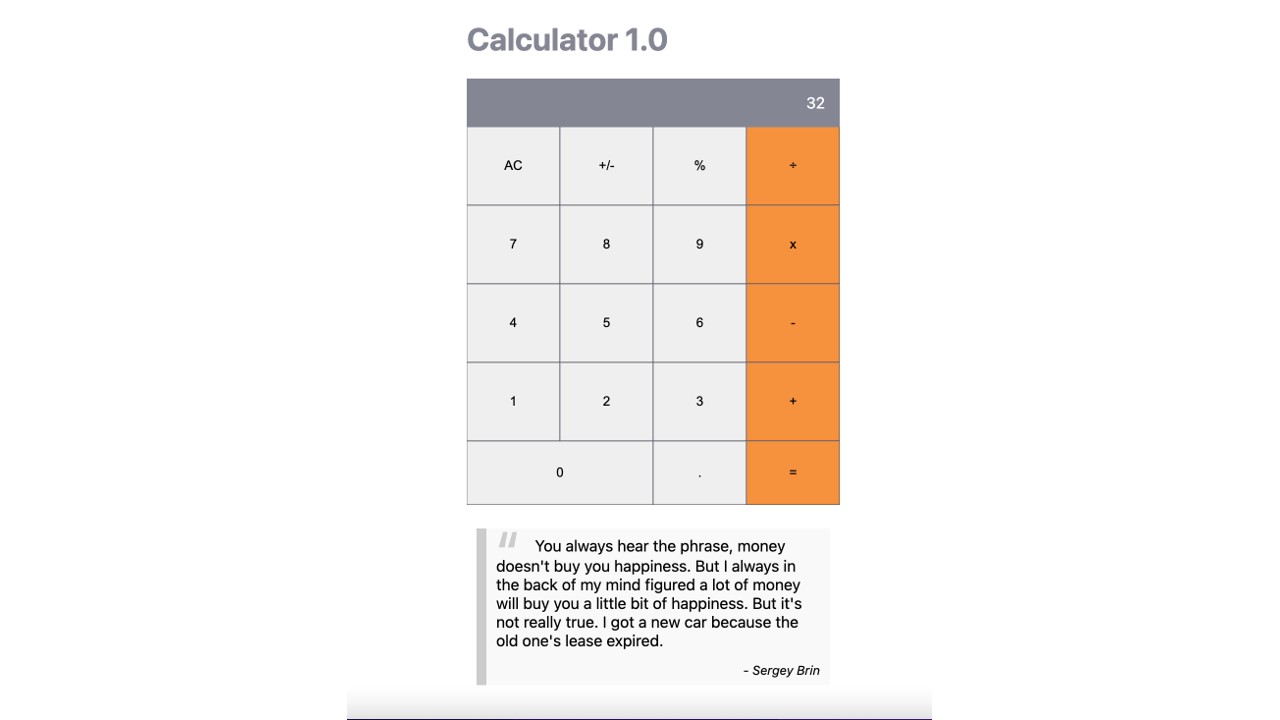 Calculator 1.0
32
AC +/- % ÷
7 8 9 x
4 5 6 -
1 2 3 +
0 . =
" You always hear the phrase, money
doesn't buy you happiness. But I always in
the back of my mind figured a lot of money
will buy you a little bit of happiness. But it's
not really true. I got a new car because the
old one's lease expired.
- Sergey Brin